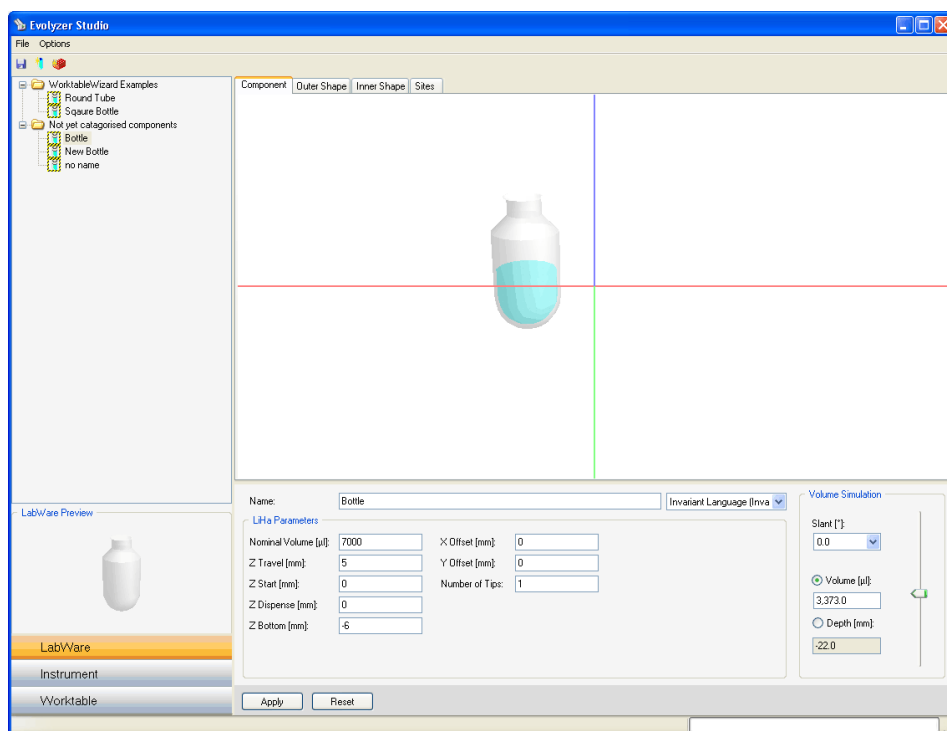 Evolyzer Studio
File Options
WorktableWizard Examples
Round Tube
Sqaure Bottle
Not yet catagorised components
Bottle
New Bottle
no name
Component Outer Shape Inner Shape Sites
LabWare Preview
LabWare
Instrument
Worktable
Name: Bottle Invariant Language (Inva
LiHa Parameters
Nominal Volume [µl]: 7000 X Offset [mm]: 0
Z Travel [mm]: 5 Y Offset [mm]: 0
Z Start [mm]: 0 Number of Tips: 1
Z Dispense [mm]: 0
Z Bottom [mm]: -6
Volume Simulation
Slant [°]:
0.0
Volume [µl]:
3,373.0
Depth [mm]:
-22.0
Apply Reset